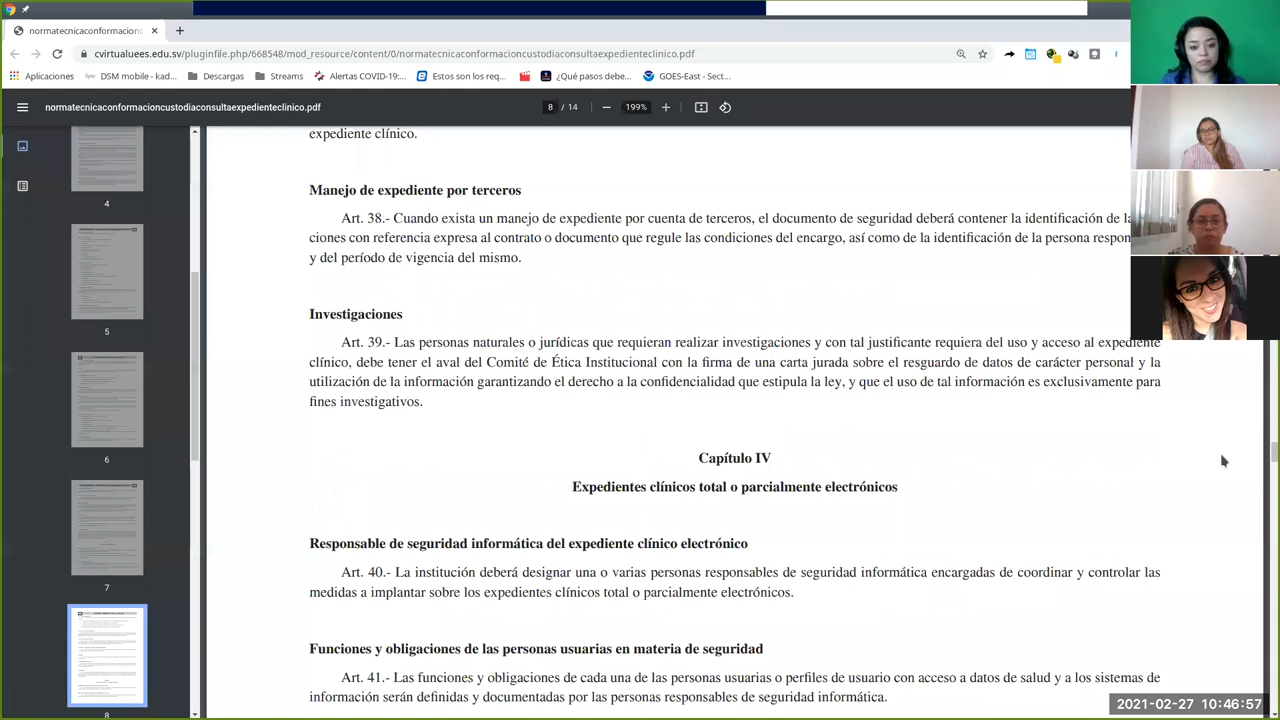 normatecnicaconformacion
cvirtualuees.edu.sv/pluginfile.php/668548/mod_resource/content/0/normatecnicaconformacioncustodiaconsultaexpedienteclinico.pdf
Aplicaciones DSM mobile - kad... Descargas Streams Alertas COVID-19:... Estos son los req... ¿Qué pasos debe... GOES-East - Sect...
normatecnicaconformacioncustodiaconsultaexpedienteclinico.pdf 8 / 14 199%
4
5
6
7
8
expediente clínico.
Manejo de expediente por terceros
Art. 38.- Cuando exista un manejo de expediente por cuenta de terceros, el documento de seguridad deberá contener la identificación de la
ciones con referencia expresa al contrato o documento que regule las condiciones del encargo, así como de la identificación de la persona respon
y del período de vigencia del mismo.
Investigaciones
Art. 39.- Las personas naturales o jurídicas que requieran realizar investigaciones y con tal justificante requiera del uso y acceso al expediente
clínico debe tener el aval del Comité de Ética Institucional con la firma de una acta jurada sobre el resguardo de datos de carácter personal y la
utilización de la información garantizando el derecho a la confidencialidad que estipula la ley, y que el uso de tal información es exclusivamente para
fines investigativos.
Capítulo IV
Expedientes clínicos total o parcialmente electrónicos
Responsable de seguridad informática del expediente clínico electrónico
Art. 40.- La institución deberá designar una o varias personas responsables de seguridad informática encargadas de coordinar y controlar las
medidas a implantar sobre los expedientes clínicos total o parcialmente electrónicos.
Funciones y obligaciones de las personas usuarias en materia de seguridad
Art. 41.- Las funciones y obligaciones de cada una de las personas usuarias o perfiles de usuario con acceso a datos de salud y a los sistemas de
información serán definidas y documentadas por las personas responsables de seguridad informática.
2021-02-27 10:46:57